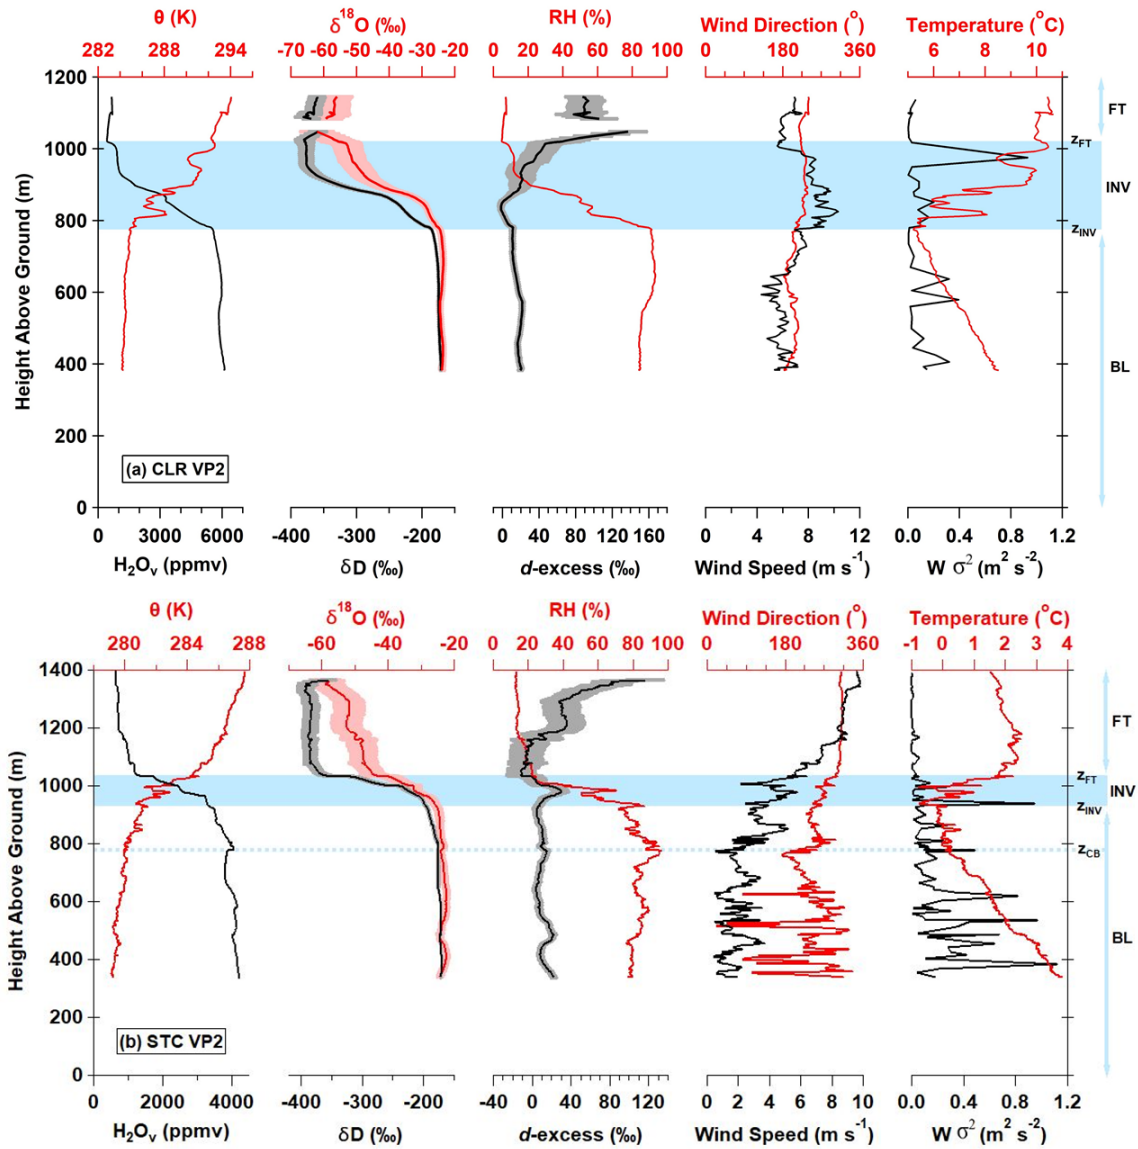 θ (K)
δ18O (‰)
RH (%)
Wind Direction (o)
Temperature (oC)
282 288 294
-70 -60 -50 -40 -30 -20
0 20 40 60 80 100
0 180 360
6 8 10
1200
1000
800
600
400
200
0
Height Above Ground (m)
(a) CLR VP2
FT
zFT
INV
zINV
BL
0 3000 6000
-400 -300 -200
0 40 80 120 160
0 4 8 12
0.0 0.4 0.8 1.2
H2Ov (ppmv)
δD (‰)
d-excess (‰)
Wind Speed (m s-1)
W σ2 (m2 s-2)
θ (K)
δ18O (‰)
RH (%)
Wind Direction (o)
Temperature (oC)
280 284 288
-60 -40 -20
0 20 40 60 80 100
0 180 360
-1 0 1 2 3 4
1400
1200
1000
800
600
400
200
0
Height Above Ground (m)
(b) STC VP2
FT
zFT
INV
zINV
zCB
BL
0 2000 4000
-400 -300 -200
-40 0 40 80 120
0 2 4 6 8 10
0.0 0.4 0.8 1.2
H2Ov (ppmv)
δD (‰)
d-excess (‰)
Wind Speed (m s-1)
W σ2 (m2 s-2)